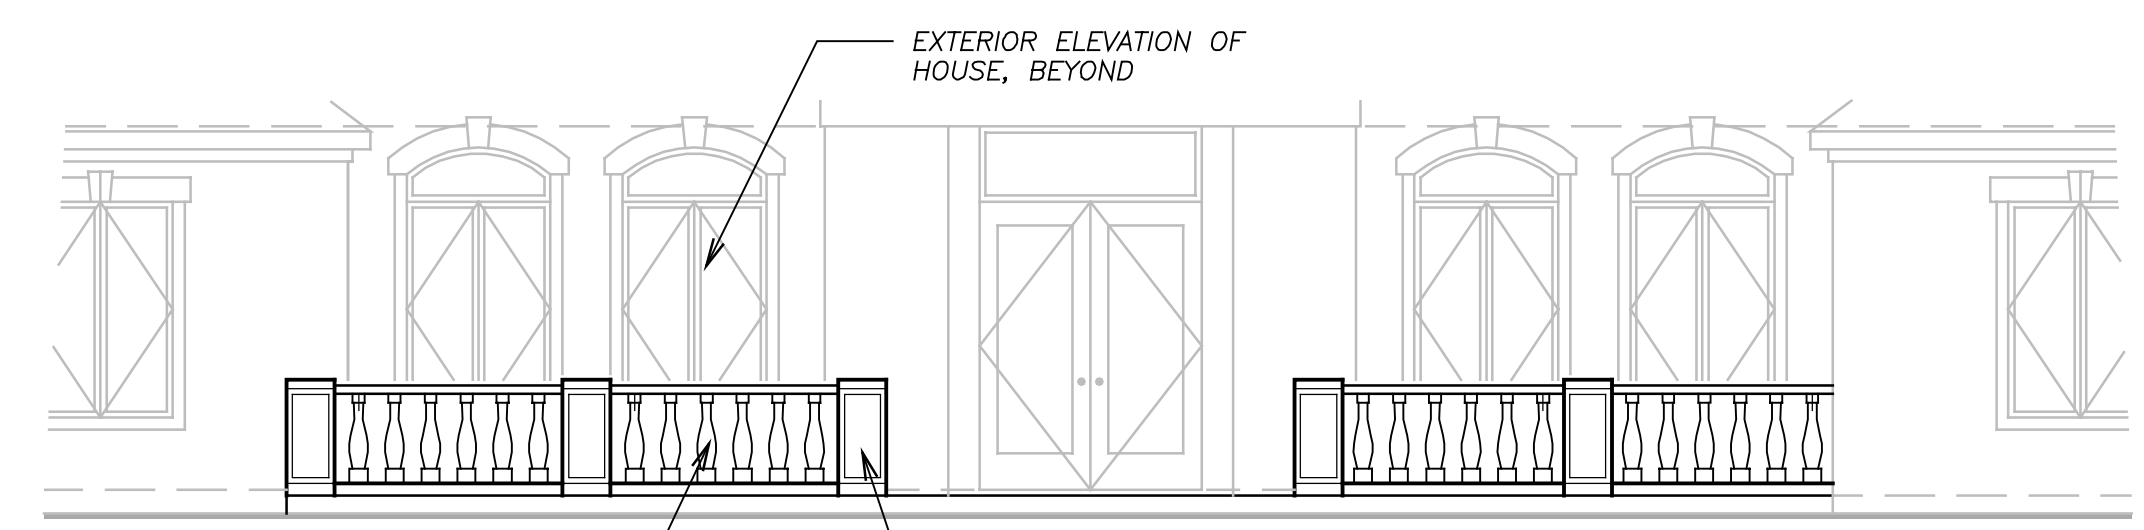 EXTERIOR ELEVATION OF
HOUSE, BEYOND